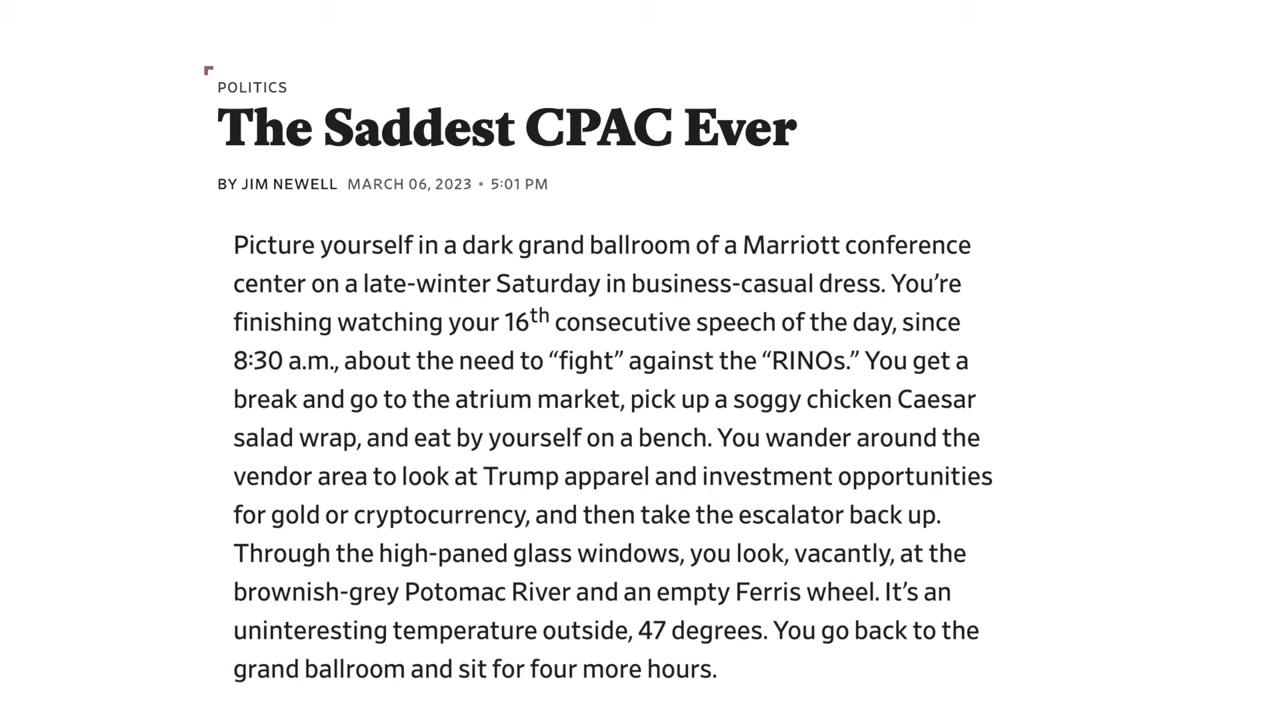 POLITICS
The Saddest CPAC Ever
BY JIM NEWELL MARCH 06, 2023 • 5:01 PM
Picture yourself in a dark grand ballroom of a Marriott conference
center on a late-winter Saturday in business-casual dress. You’re
finishing watching your 16th consecutive speech of the day, since
8:30 a.m., about the need to “fight” against the “RINOs.” You get a
break and go to the atrium market, pick up a soggy chicken Caesar
salad wrap, and eat by yourself on a bench. You wander around the
vendor area to look at Trump apparel and investment opportunities
for gold or cryptocurrency, and then take the escalator back up.
Through the high-paned glass windows, you look, vacantly, at the
brownish-grey Potomac River and an empty Ferris wheel. It’s an
uninteresting temperature outside, 47 degrees. You go back to the
grand ballroom and sit for four more hours.